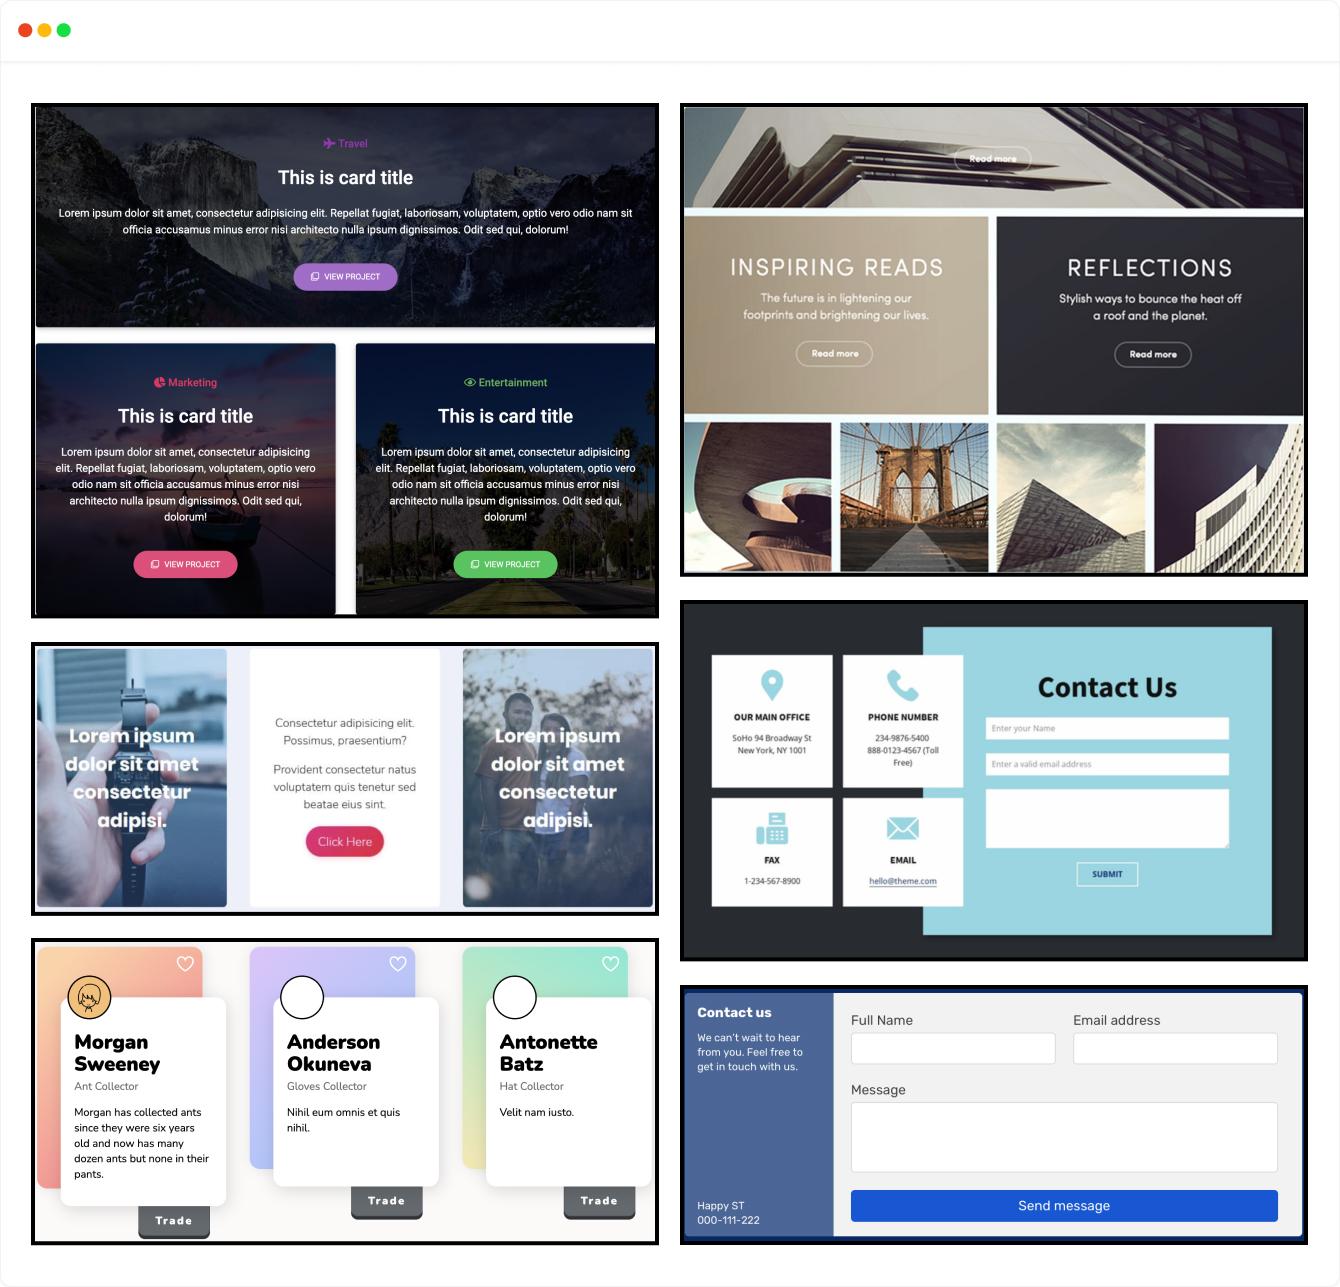 Travel
This is card title
Lorem ipsum dolor sit amet, consectetur adipisicing elit. Repellat fugiat, laboriosam, voluptatem, optio vero odio nam sit
officia accusamus minus error nisi architecto nulla ipsum dignissimos. Odit sed qui, dolorum!
VIEW PROJECT
Marketing
This is card title
Lorem ipsum dolor sit amet, consectetur adipisicing
elit. Repellat fugiat, laboriosam, voluptatem, optio vero
odio nam sit officia accusamus minus error nisi
architecto nulla ipsum dignissimos. Odit sed qui,
dolorum!
VIEW PROJECT
Entertainment
This is card title
Lorem ipsum dolor sit amet, consectetur adipisicing
elit. Repellat fugiat, laboriosam, voluptatem, optio vero
odio nam sit officia accusamus minus error nisi
architecto nulla ipsum dignissimos. Odit sed qui,
dolorum!
VIEW PROJECT
Lorem ipsum
dolor sit amet
consectetur
adipisi.
Consectetur adipisicing elit.
Possimus, praesentium?
Provident consectetur natus
voluptatem quis tenetur sed
beatae eius sint.
Click Here
Lorem ipsum
dolor sit amet
consectetur
adipisi.
Morgan
Sweeney
Ant Collector
Morgan has collected ants
since they were six years
old and now has many
dozen ants but none in their
pants.
Trade
Anderson
Okuneva
Gloves Collector
Nihil eum omnis et quis
nihil.
Trade
Antonette
Batz
Hat Collector
Velit nam iusto.
Trade
Read more
INSPIRING READS
The future is in lightening our
footprints and brightening our lives.
Read more
REFLECTIONS
Stylish ways to bounce the heat off
a roof and the planet.
Read more
OUR MAIN OFFICE
SoHo 94 Broadway St
New York, NY 1001
PHONE NUMBER
234-9876-5400
888-0123-4567 (Toll
Free)
FAX
1-234-567-8900
EMAIL
hello@theme.com
Contact Us
Enter your Name
Enter a valid email address
SUBMIT
Contact us
We can't wait to hear
from you. Feel free to
get in touch with us.
Happy ST
000-111-222
Full Name
Email address
Message
Send message